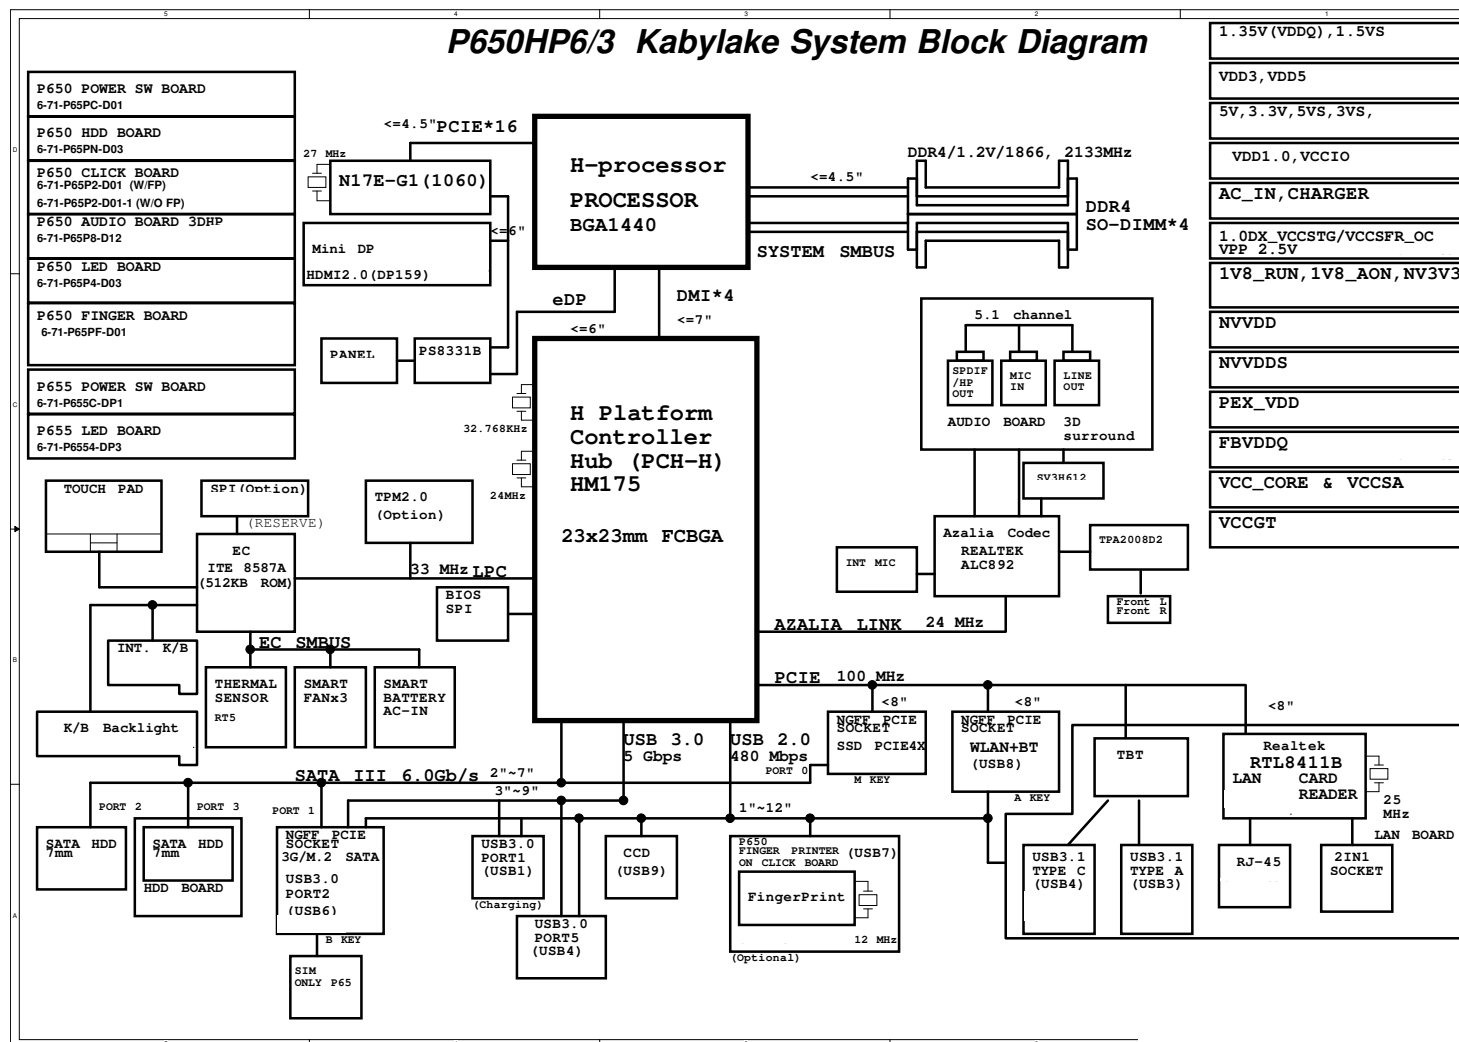 P650HP6/3 Kabylake System Block Diagram
P650 POWER SW BOARD
6-71-P65PC-D01
P650 HDD BOARD
6-71-P65PN-D03
P650 CLICK BOARD
6-71-P65P2-D01 (W/FP)
6-71-P65P2-D01-1 (W/O FP)
P650 AUDIO BOARD 3DHP
6-71-P65P8-D12
P650 LED BOARD
6-71-P65P4-D03
P650 FINGER BOARD
6-71-P65PF-D01
P655 POWER SW BOARD
6-71-P655C-DP1
P655 LED BOARD
6-71-P6554-DP3
1.35V(VDDQ),1.5VS
VDD3,VDD5
5V,3.3V,5VS,3VS,
VDD1.0,VCCIO
AC_IN,CHARGER
1.0DX_VCCSTG/VCCSFR_OC
VPP 2.5V
1V8_RUN,1V8_AON,NV3V3
NVVDD
NVVDDS
PEX_VDD
FBVDDQ
VCC_CORE & VCCSA
VCCGT
<=4.5"
PCIE*16
27 MHz
N17E-G1(1060)
Mini DP
HDMI2.0(DP159)
<=6"
H-processor
PROCESSOR
BGA1440
<=4.5"
DDR4/1.2V/1866, 2133MHz
DDR4
SO-DIMM*4
SYSTEM SMBUS
eDP
<=6"
DMI*4
<=7"
PANEL
PS8331B
32.768KHz
24MHz
H Platform
Controller
Hub (PCH-H)
HM175
23x23mm FCBGA
5.1 channel
SPDIF
/HP
OUT
MIC
IN
LINE
OUT
AUDIO BOARD
3D
surround
SV3H612
Azalia Codec
REALTEK
ALC892
INT MIC
TPA2008D2
Front L
Front R
AZALIA LINK 24 MHz
TOUCH PAD
SPI(Option)
(RESERVE)
EC
ITE 8587A
(512KB ROM)
TPM2.0
(Option)
33 MHz
LPC
BIOS
SPI
INT. K/B
K/B Backlight
EC SMBUS
THERMAL
SENSOR
RT5
SMART
FANx3
SMART
BATTERY
AC-IN
PCIE 100 MHz
<8"
<8"
<8"
NGFF PCIE
SOCKET
SSD PCIE4X
PORT 0
M KEY
NGFF PCIE
SOCKET
WLAN+BT
(USB8)
A KEY
TBT
Realtek
RTL8411B
LAN
CARD
READER
25
MHz
LAN BOARD
USB 3.0
5 Gbps
USB 2.0
480 Mbps
SATA III 6.0Gb/s
2"~7"
3"~9"
1"~12"
PORT 2
PORT 3
PORT 1
SATA HDD
7mm
SATA HDD
7mm
HDD BOARD
NGFF PCIE
SOCKET
3G/M.2 SATA
USB3.0
PORT2
(USB6)
B KEY
SIM
ONLY P65
USB3.0
PORT1
(USB1)
(Charging)
USB3.0
PORT5
(USB4)
CCD
(USB9)
P650
FINGER PRINTER
ON CLICK BOARD
(USB7)
FingerPrint
12 MHz
(Optional)
USB3.1
TYPE C
(USB4)
USB3.1
TYPE A
(USB3)
RJ-45
2IN1
SOCKET